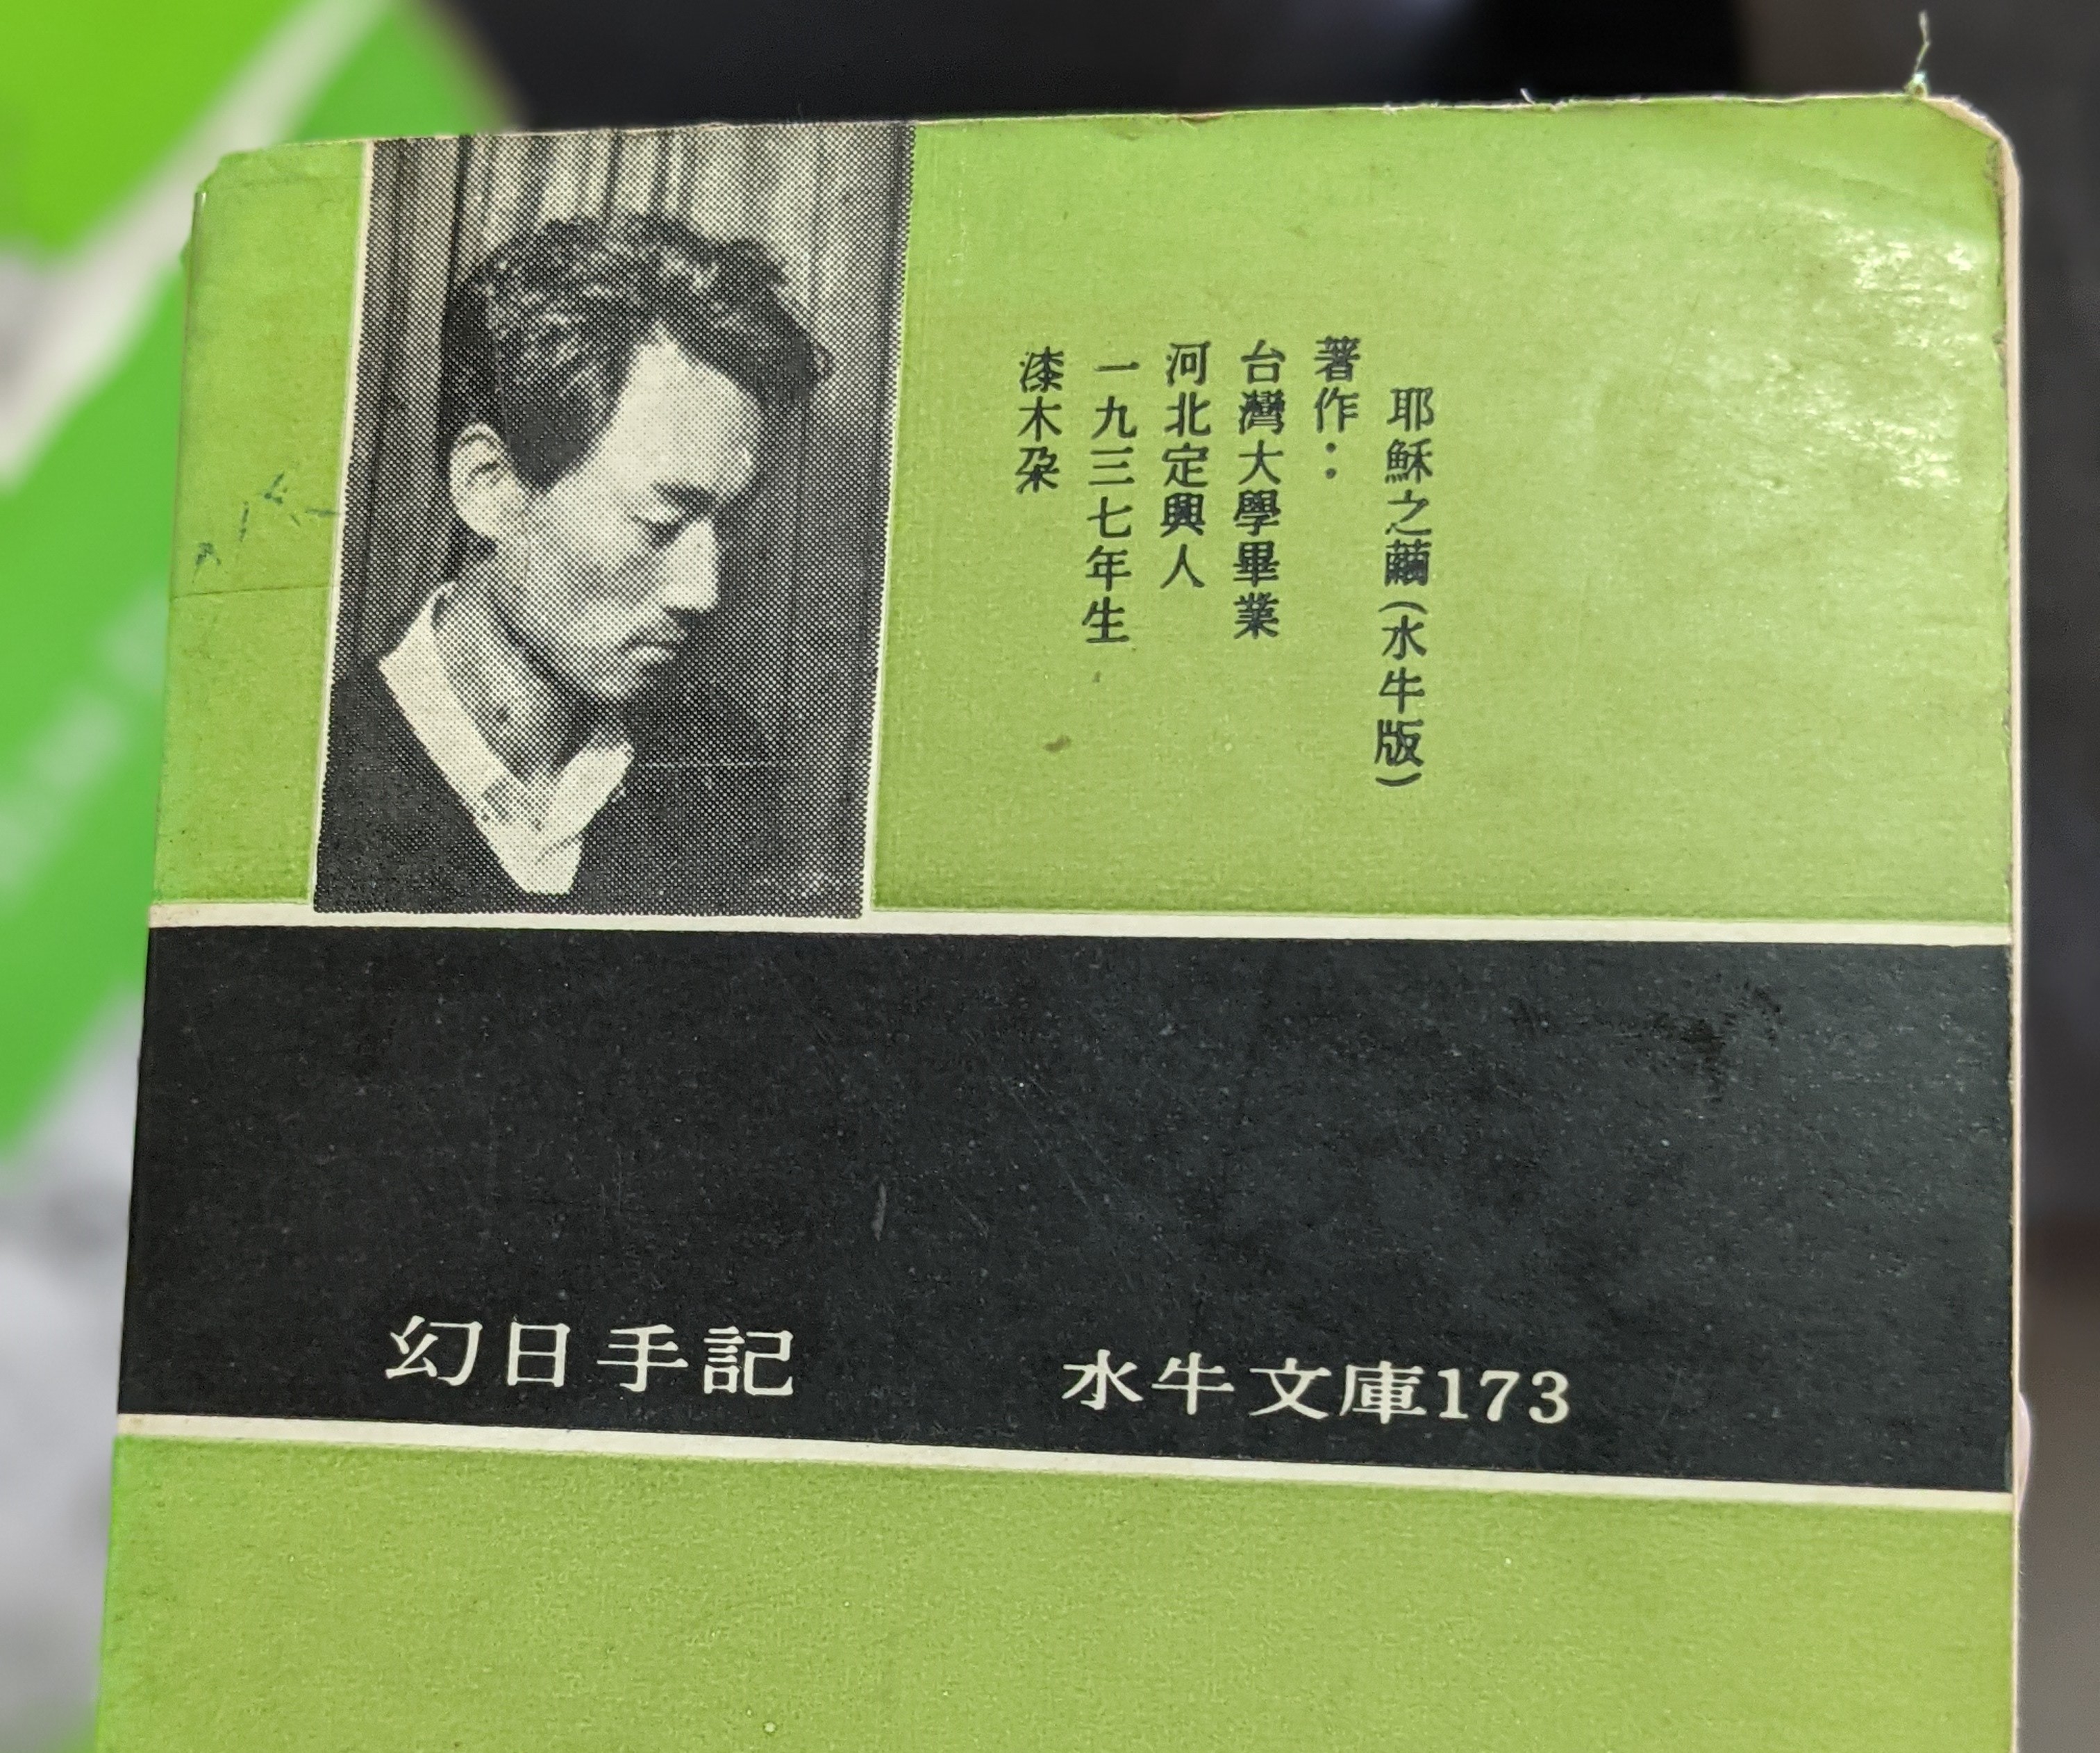 漆木朶
一九三七年生
河北定興人
台灣大學畢業
著作：
耶穌之繭(水牛版)
幻日手記
水牛文庫173